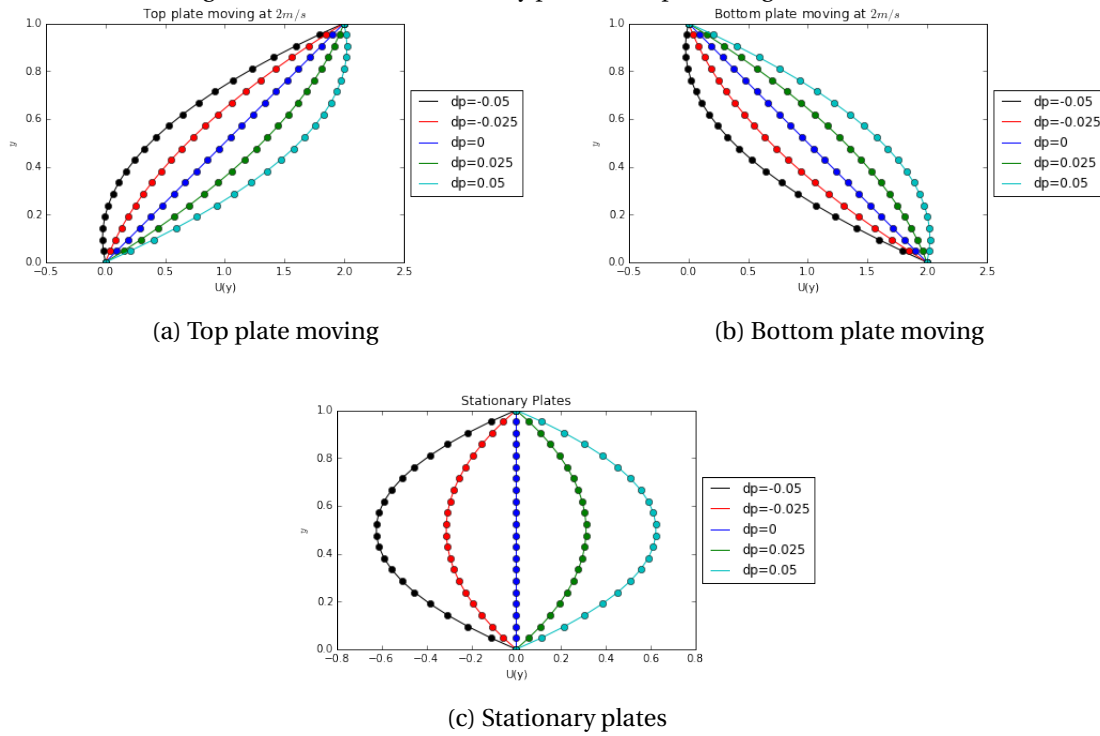 Top plate moving at 2m/s
1.0
0.8
0.6
0.4
0.2
0.0
y
−0.5 0.0 0.5 1.0 1.5 2.0 2.5
U(y)
dp=-0.05
dp=-0.025
dp=0
dp=0.025
dp=0.05
(a) Top plate moving
Bottom plate moving at 2m/s
1.0
0.8
0.6
0.4
0.2
0.0
y
−0.5 0.0 0.5 1.0 1.5 2.0 2.5
U(y)
dp=-0.05
dp=-0.025
dp=0
dp=0.025
dp=0.05
(b) Bottom plate moving
Stationary Plates
1.0
0.8
0.6
0.4
0.2
0.0
y
−0.8 −0.6 −0.4 −0.2 0.0 0.2 0.4 0.6 0.8
U(y)
dp=-0.05
dp=-0.025
dp=0
dp=0.025
dp=0.05
(c) Stationary plates